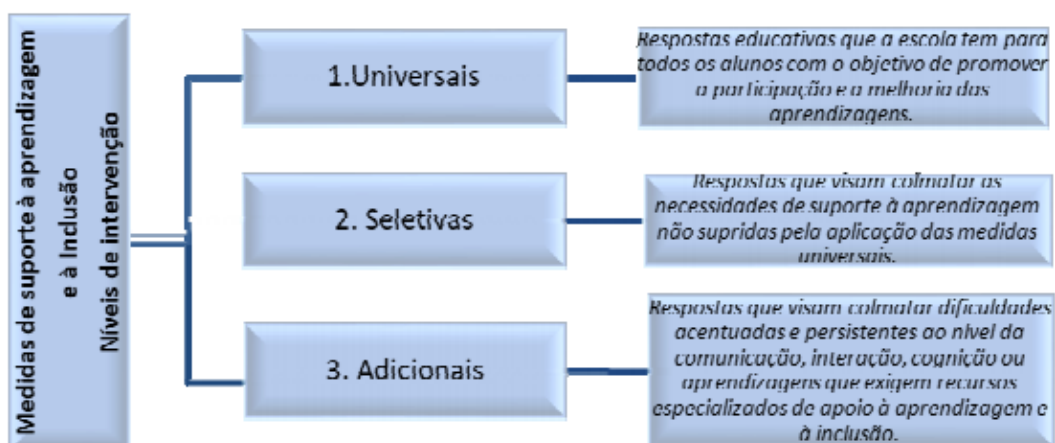 Medidas de suporte à aprendizagem
e à Inclusão
Níveis de intervenção
1.Universais
Respostas educativas que a escola tem para
todos os alunos com o objetivo de promover
a participação e a melhoria das
aprendizagens.
2. Seletivas
Respostas que visam colmatar as
necessidades de suporte à aprendizagem
não supridas pela aplicação das medidas
universais.
3. Adicionais
Respostas que visam colmatar dificuldades
acentuadas e persistentes ao nível da
comunicação, interação, cognição ou
aprendizagens que exigem recursos
especializados de apoio à aprendizagem e
à inclusão.